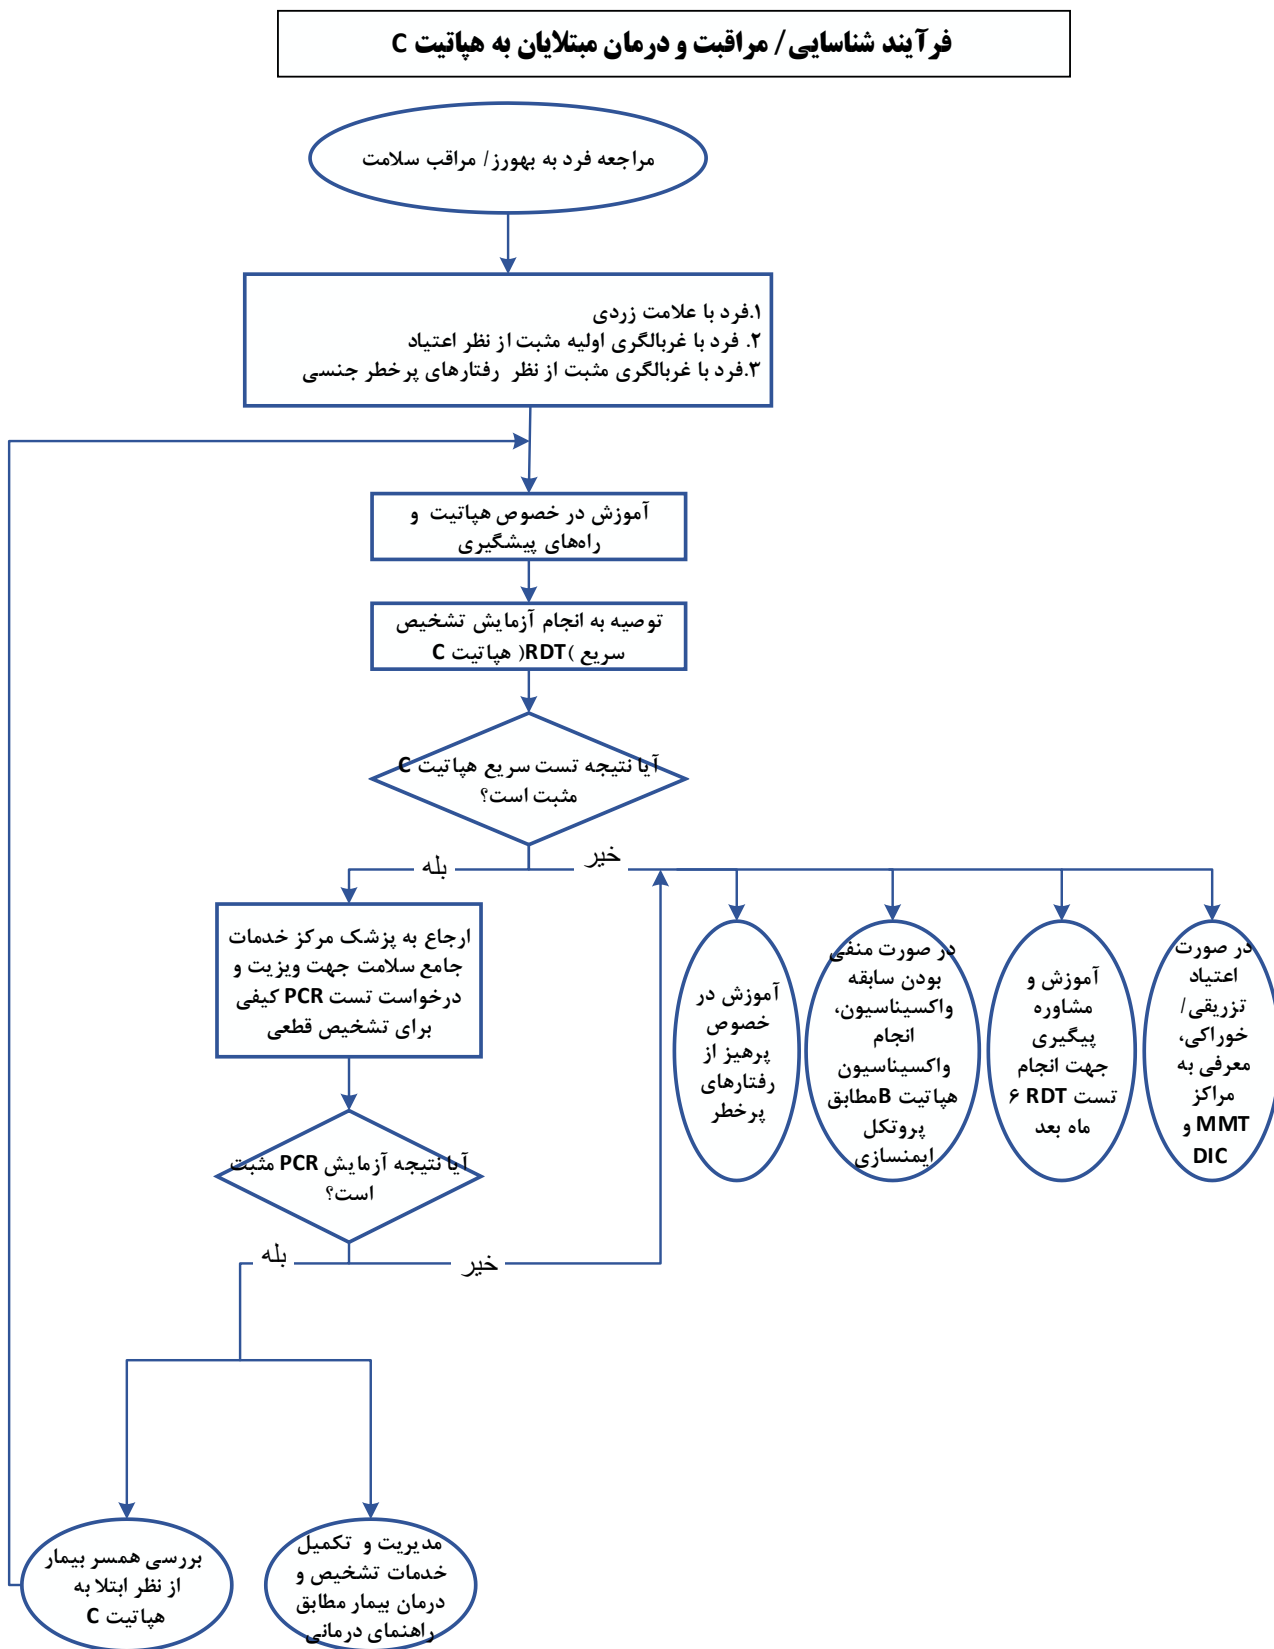 فرآیند شناسایی/ مراقبت و درمان مبتلایان به هپاتیت C
مراجعه فرد به بهورز/ مراقب سلامت
۱.فرد با علامت زردی
۲. فرد با غربالگری اولیه مثبت از نظر اعتیاد
۳.فرد با غربالگری مثبت از نظر رفتارهای پرخطر جنسی
آموزش در خصوص هپاتیت و
راه‌های پیشگیری
توصیه به انجام آزمایش تشخیص
سریع )RDT( هپاتیت C
آیا نتیجه تست سریع هپاتیت C
مثبت است؟
خیر
بله
ارجاع به پزشک مرکز خدمات
جامع سلامت جهت ویزیت و
درخواست تست PCR کیفی
برای تشخیص قطعی
در صورت
اعتیاد
تزریقی/
خوراکی،
معرفی به
مراکز
MMT و
DIC
آموزش و
مشاوره
پیگیری
جهت انجام
تست RDT ۶
ماه بعد
در صورت منفی
بودن سابقه
واکسیناسیون،
انجام
واکسیناسیون
هپاتیت Bمطابق
پروتکل
ایمنسازی
آموزش در
خصوص
پرهیز از
رفتارهای
پرخطر
آیا نتیجه آزمایش PCR مثبت
است؟
خیر
بله
مدیریت و تکمیل
خدمات تشخیص و
درمان بیمار مطابق
راهنمای درمانی
بررسی همسر بیمار
از نظر ابتلا به
هپاتیت C